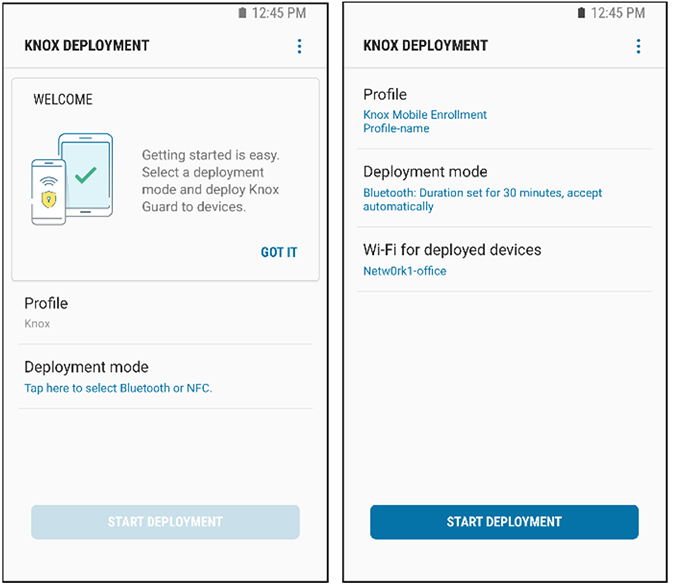 12:45 PM
KNOX DEPLOYMENT
WELCOME
Getting started is easy.
Select a deployment
mode and deploy Knox
Guard to devices.
GOT IT
Profile
Knox
Deployment mode
Tap here to select Bluetooth or NFC.
START DEPLOYMENT
12:45 PM
KNOX DEPLOYMENT
Profile
Knox Mobile Enrollment
Profile-name
Deployment mode
Bluetooth: Duration set for 30 minutes, accept
automatically
Wi-Fi for deployed devices
Netw0rk1-office
START DEPLOYMENT